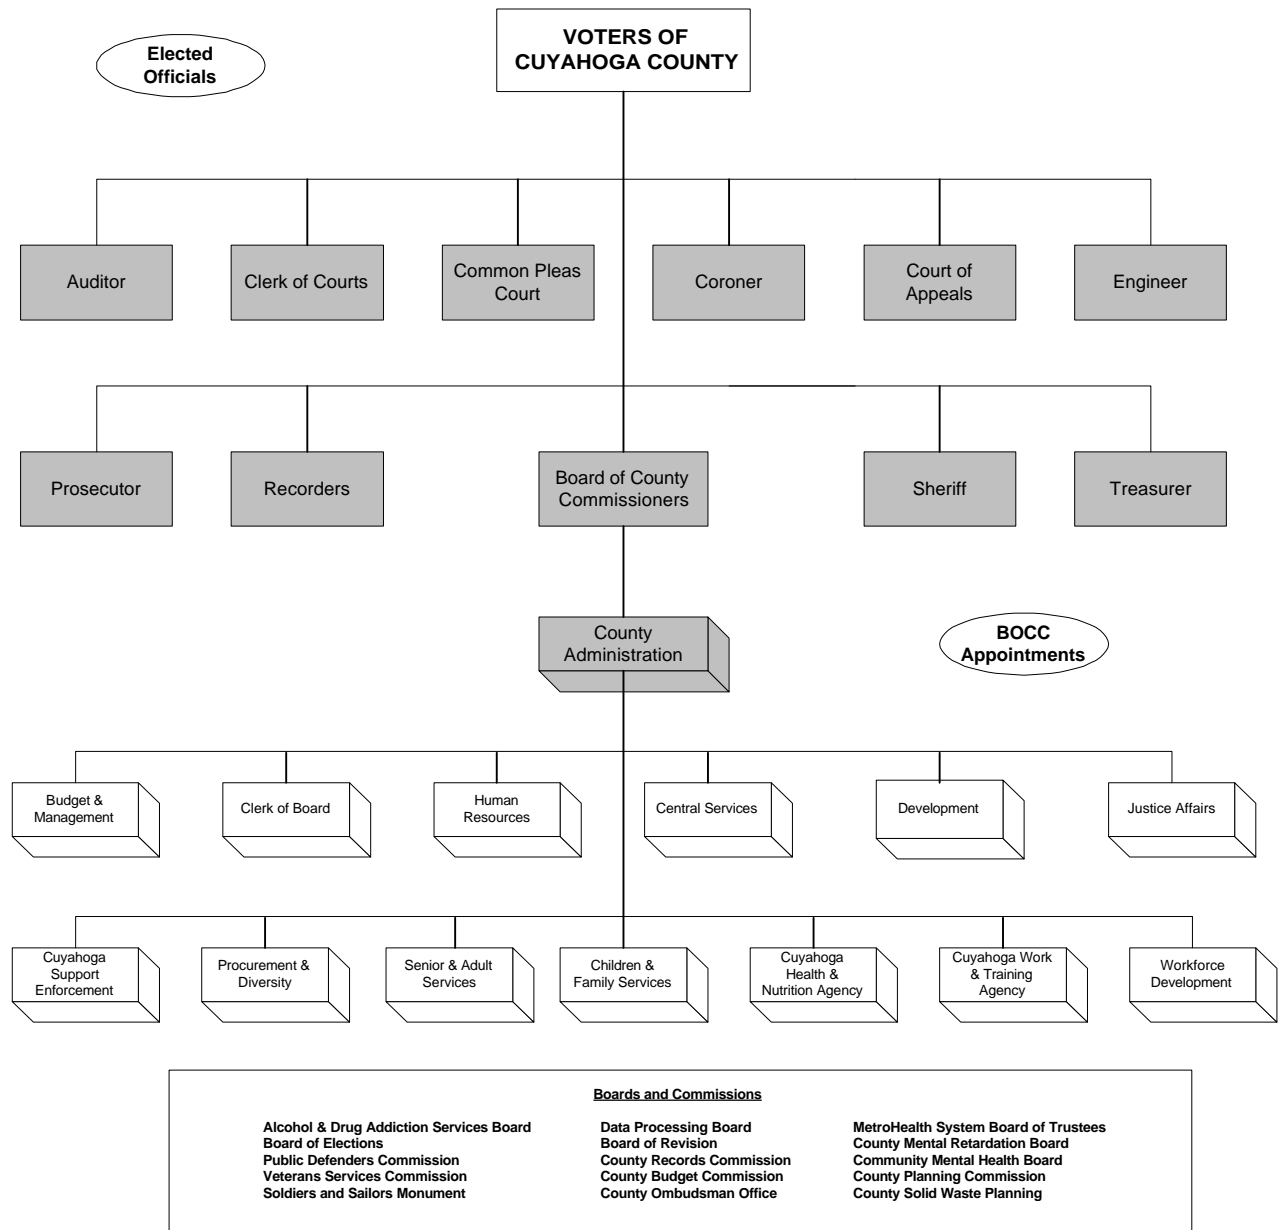 VOTERS OF
CUYAHOGA COUNTY
Elected
Officials
Auditor
Clerk of Courts
Common Pleas
Court
Coroner
Court of
Appeals
Engineer
Prosecutor
Recorders
Board of County
Commissioners
Sheriff
Treasurer
County
Administration
BOCC
Appointments
Budget &
Management
Clerk of Board
Human
Resources
Central Services
Development
Justice Affairs
Cuyahoga
Support
Enforcement
Procurement &
Diversity
Senior & Adult
Services
Children &
Family Services
Cuyahoga
Health &
Nutrition Agency
Cuyahoga Work
& Training
Agency
Workforce
Development
Boards and Commissions
Alcohol & Drug Addiction Services Board
Board of Elections
Public Defenders Commission
Veterans Services Commission
Soldiers and Sailors Monument
Data Processing Board
Board of Revision
County Records Commission
County Budget Commission
County Ombudsman Office
MetroHealth System Board of Trustees
County Mental Retardation Board
Community Mental Health Board
County Planning Commission
County Solid Waste Planning